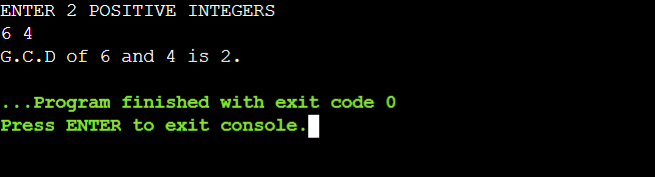 ENTER 2 POSITIVE INTEGERS
6 4
G.C.D of 6 and 4 is 2.
...Program finished with exit code 0
Press ENTER to exit console.